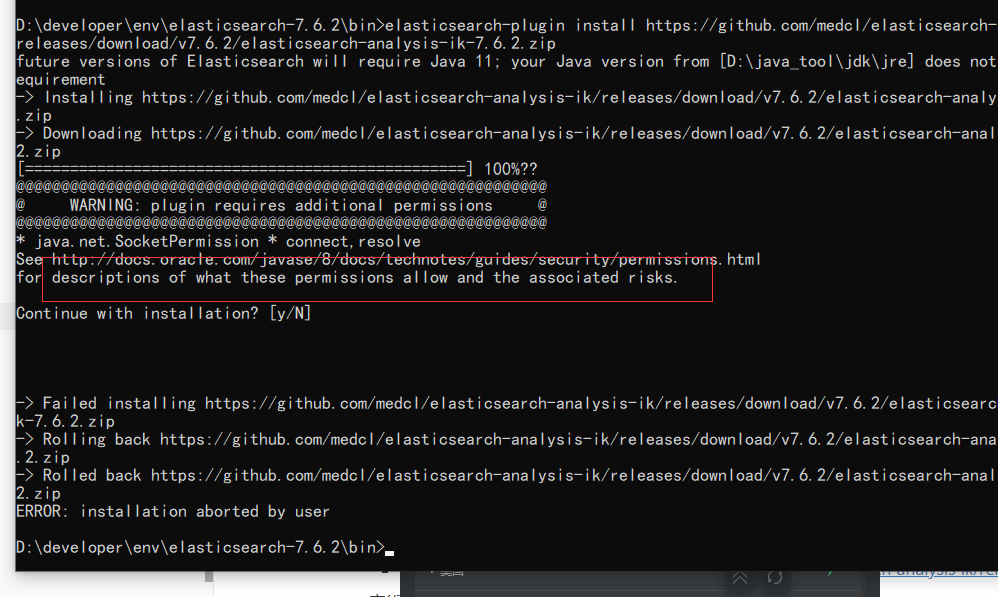 D:\developer\env\elasticsearch-7.6.2\bin>elasticsearch-plugin install https://github.com/medcl/elasticsearch-
releases/download/v7.6.2/elasticsearch-analysis-ik-7.6.2.zip
future versions of Elasticsearch will require Java 11; your Java version from [D:\java_tool\jdk\jre] does not
equirement
-> Installing https://github.com/medcl/elasticsearch-analysis-ik/releases/download/v7.6.2/elasticsearch-analy
.zip
-> Downloading https://github.com/medcl/elasticsearch-analysis-ik/releases/download/v7.6.2/elasticsearch-anal
2.zip
[=================================================] 100%??
@@@@@@@@@@@@@@@@@@@@@@@@@@@@@@@@@@@@@@@@@@@@@@@@@@@@@@@@@@@
@     WARNING: plugin requires additional permissions     @
@@@@@@@@@@@@@@@@@@@@@@@@@@@@@@@@@@@@@@@@@@@@@@@@@@@@@@@@@@@
* java.net.SocketPermission * connect,resolve
See http://docs.oracle.com/javase/8/docs/technotes/guides/security/permissions.html
for descriptions of what these permissions allow and the associated risks.
Continue with installation? [y/N]
-> Failed installing https://github.com/medcl/elasticsearch-analysis-ik/releases/download/v7.6.2/elasticsearc
k-7.6.2.zip
-> Rolling back https://github.com/medcl/elasticsearch-analysis-ik/releases/download/v7.6.2/elasticsearch-ana
.2.zip
-> Rolled back https://github.com/medcl/elasticsearch-analysis-ik/releases/download/v7.6.2/elasticsearch-anal
2.zip
ERROR: installation aborted by user
D:\developer\env\elasticsearch-7.6.2\bin>